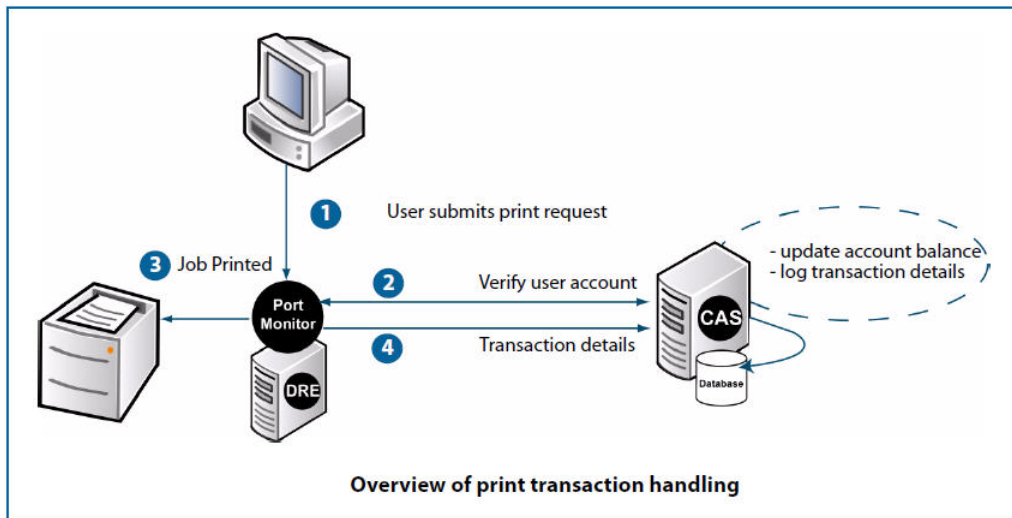 1 User submits print request
3 Job Printed
2 Verify user account
- update account balance
- log transaction details
Port
Monitor
CAS
4 Transaction details
Database
DRE
Overview of print transaction handling